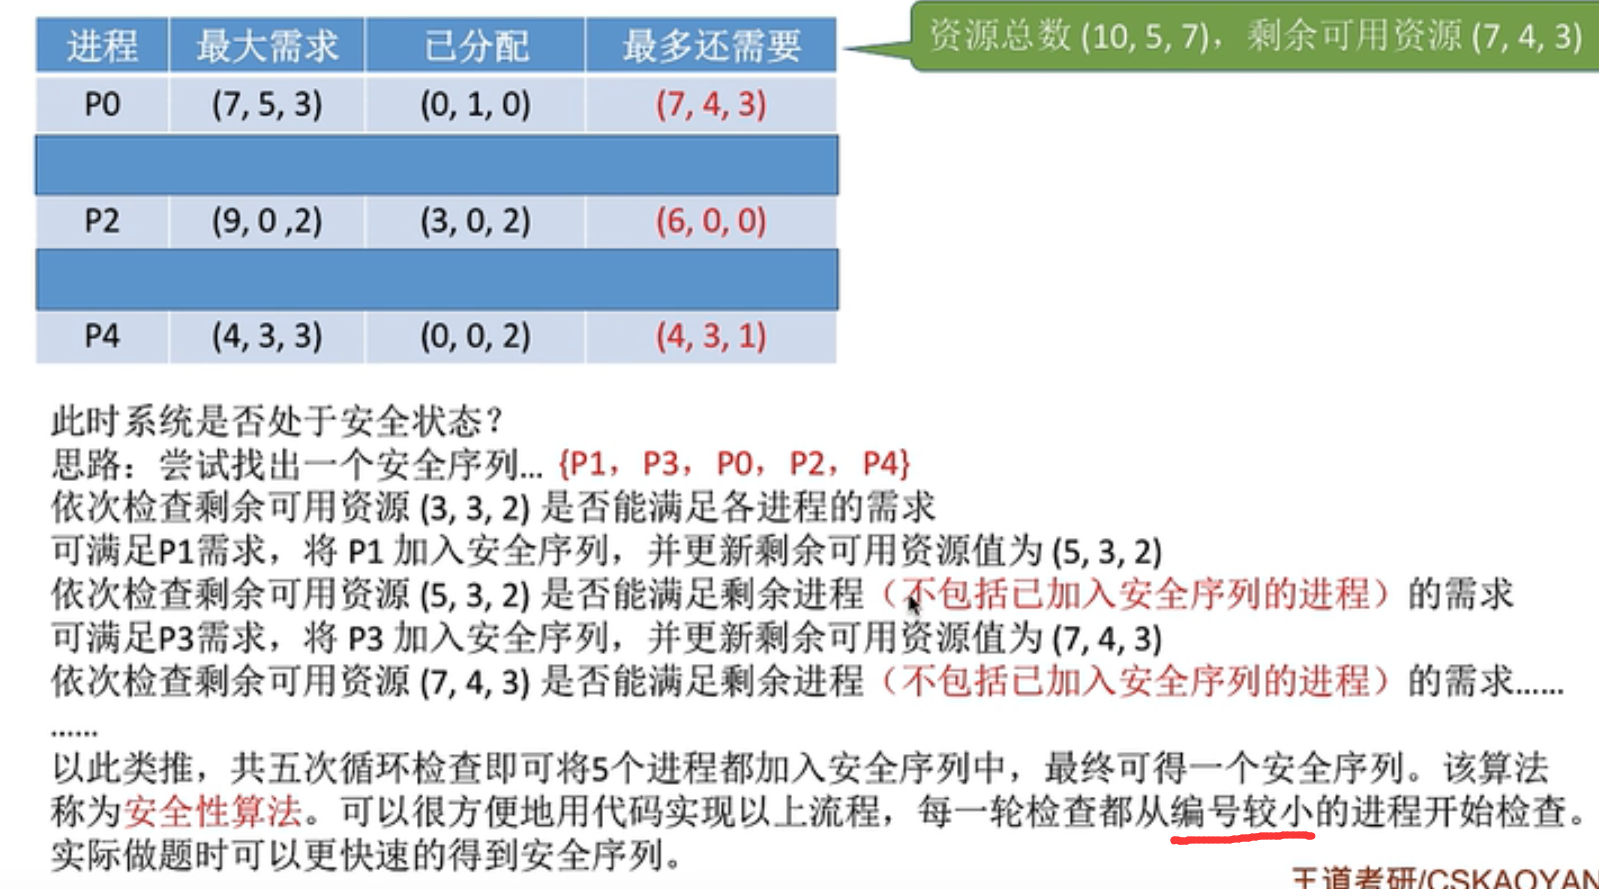 进程 最大需求 已分配 最多还需要
资源总数 (10, 5, 7)，剩余可用资源 (7, 4, 3)
P0 (7, 5, 3) (0, 1, 0) (7, 4, 3)
P2 (9, 0 ,2) (3, 0, 2) (6, 0, 0)
P4 (4, 3, 3) (0, 0, 2) (4, 3, 1)
此时系统是否处于安全状态？
思路：尝试找出一个安全序列... {P1，P3，P0，P2，P4}
依次检查剩余可用资源 (3, 3, 2) 是否能满足各进程的需求
可满足P1需求，将 P1 加入安全序列，并更新剩余可用资源值为 (5, 3, 2)
依次检查剩余可用资源 (5, 3, 2) 是否能满足剩余进程（不包括已加入安全序列的进程）的需求
可满足P3需求，将 P3 加入安全序列，并更新剩余可用资源值为 (7, 4, 3)
依次检查剩余可用资源 (7, 4, 3) 是否能满足剩余进程（不包括已加入安全序列的进程）的需求......
......
以此类推，共五次循环检查即可将5个进程都加入安全序列中，最终可得一个安全序列。该算法
称为安全性算法。可以很方便地用代码实现以上流程，每一轮检查都从编号较小的进程开始检查。
实际做题时可以更快速的得到安全序列。
王道考研/CSKAOYAN